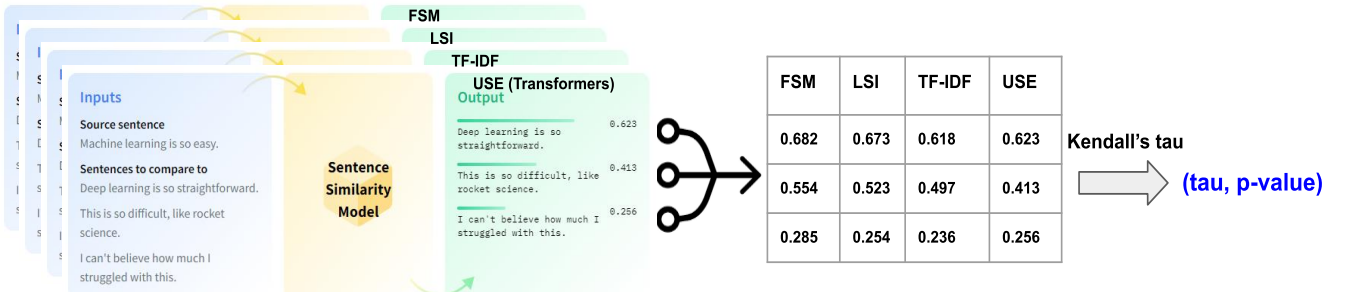 FSM
LSI
TF-IDF
USE (Transformers)
Inputs
Source sentence
Machine learning is so easy.
Sentences to compare to
Deep learning is so straightforward.
This is so difficult, like rocket
science.
I can't believe how much I
struggled with this.
Sentence
Similarity
Model
Output
Deep learning is so
straightforward.
0.623
This is so difficult, like
rocket science.
0.413
I can't believe how much I
struggled with this.
0.256
FSM LSI TF-IDF USE
0.682 0.673 0.618 0.623
0.554 0.523 0.497 0.413
0.285 0.254 0.236 0.256
Kendall's tau
(tau, p-value)